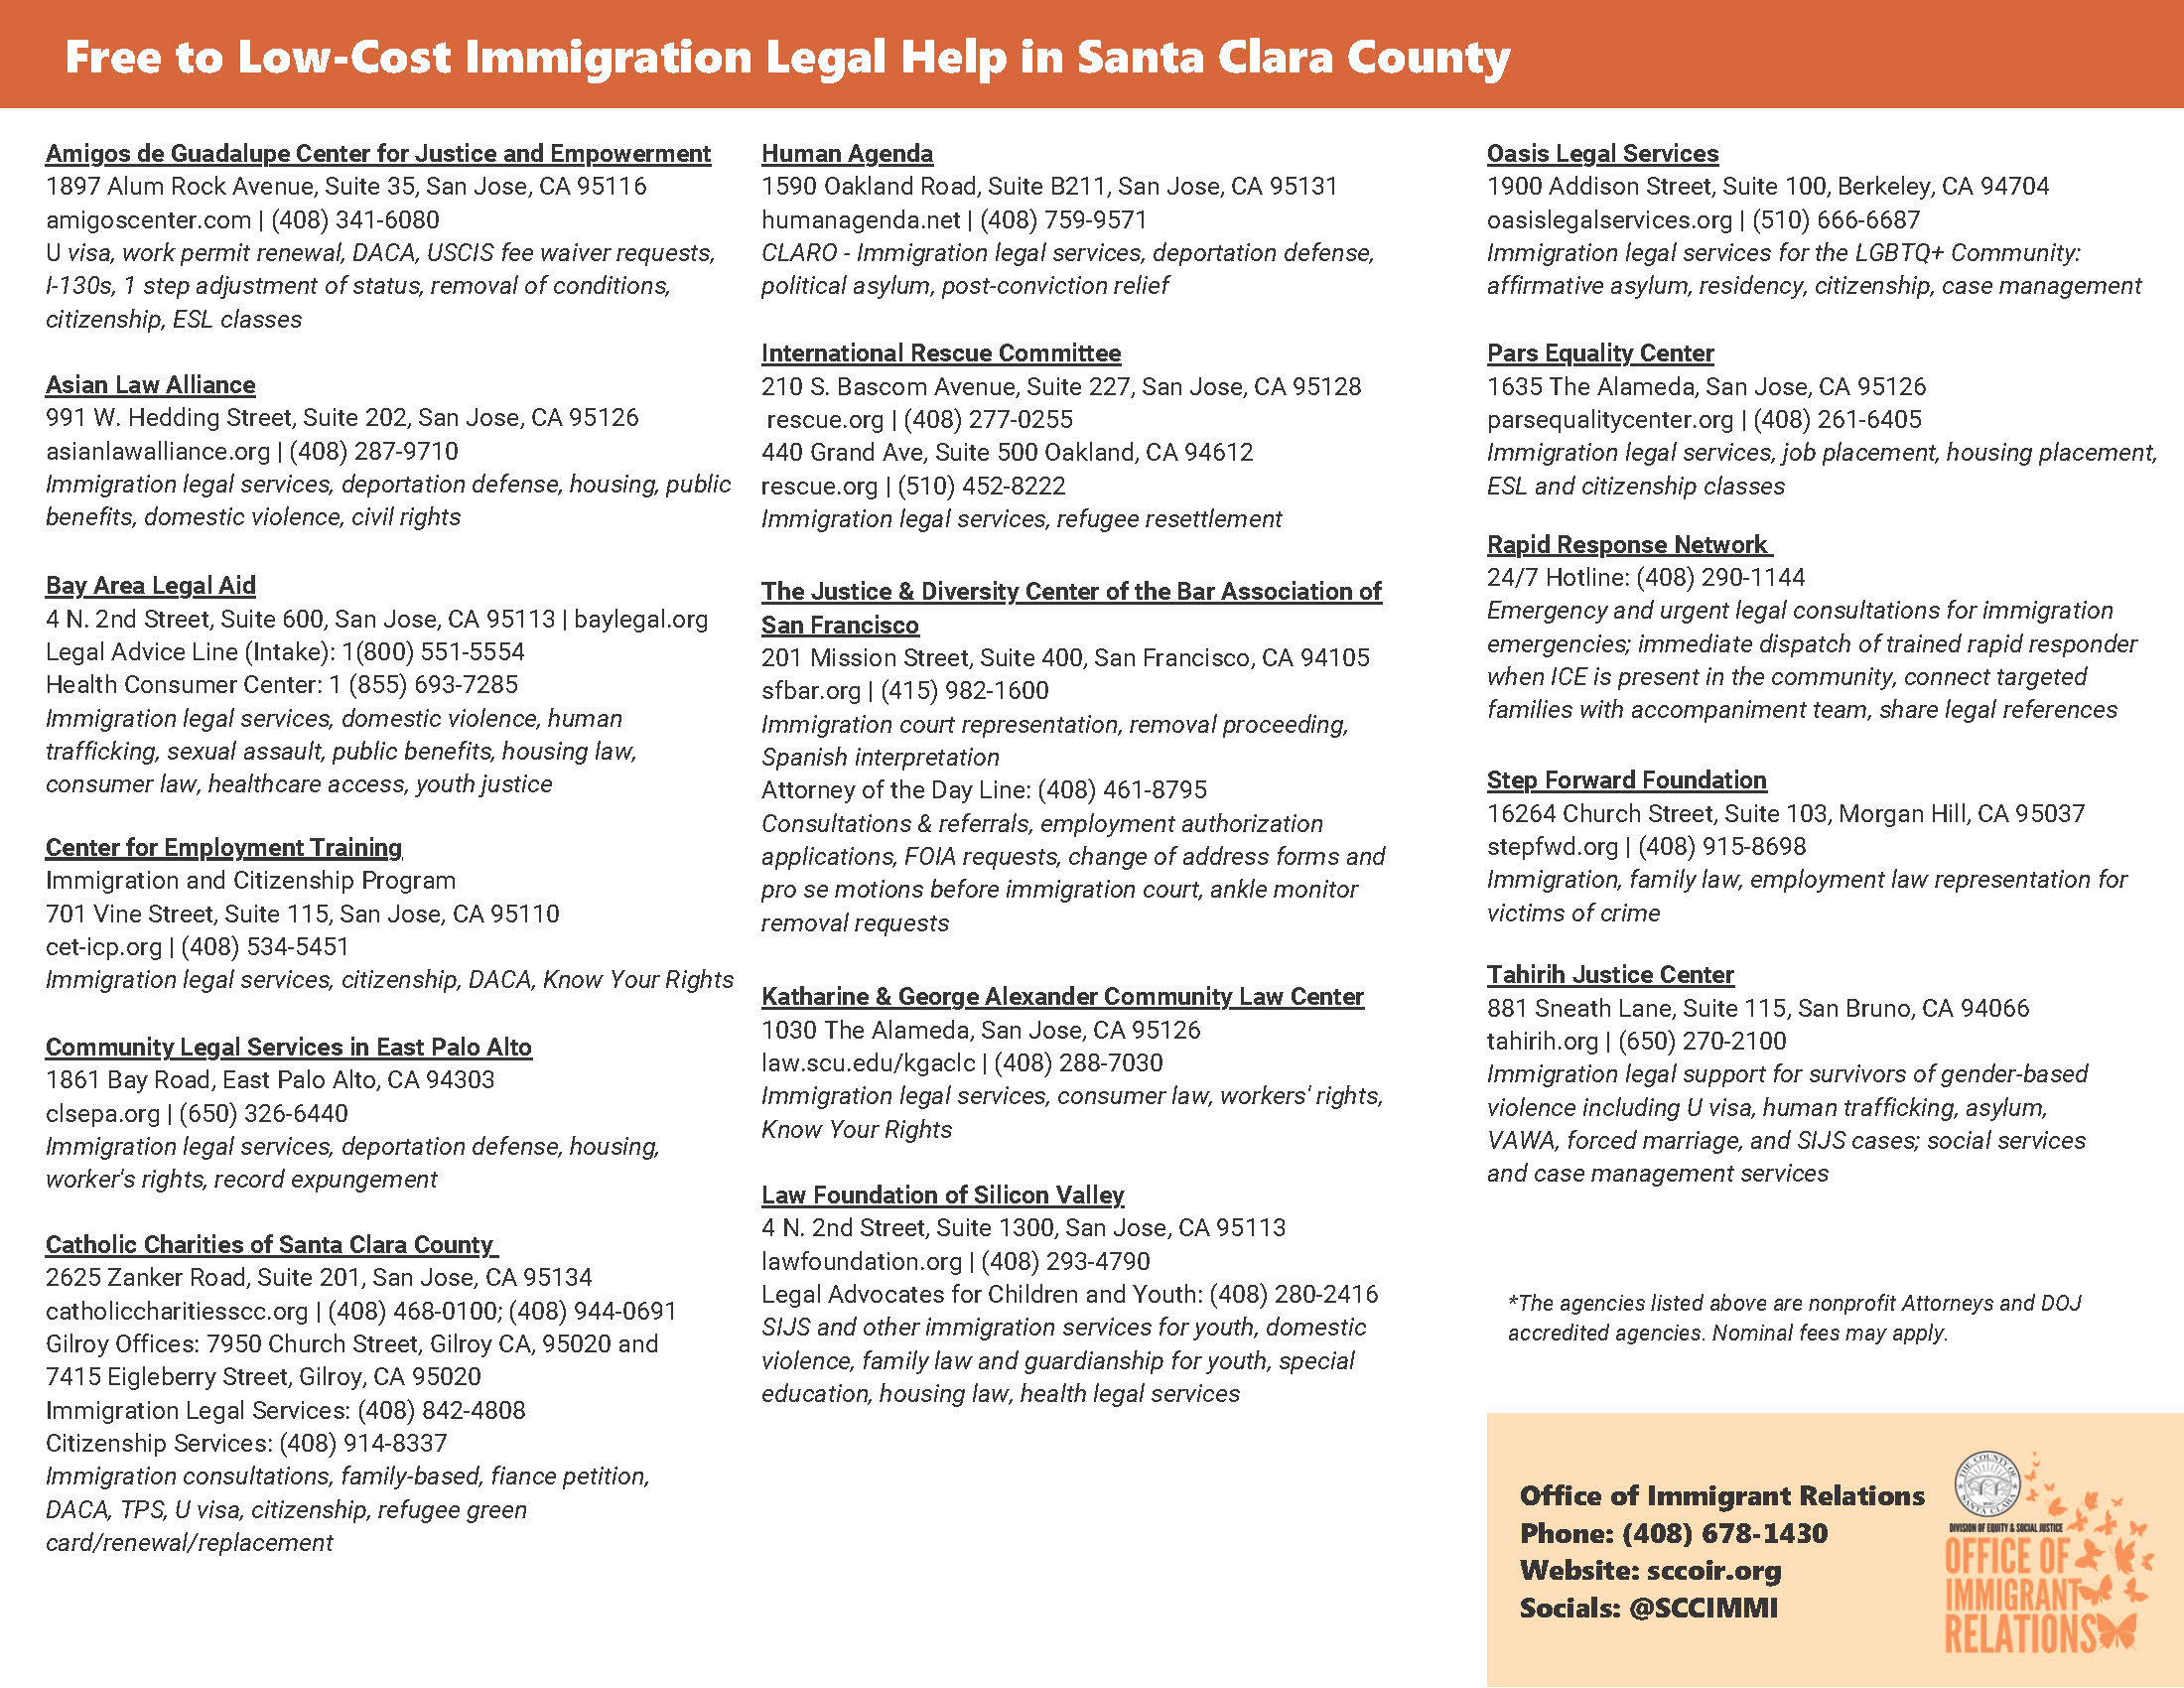 Free to Low-Cost Immigration Legal Help in Santa Clara County
Amigos de Guadalupe Center for Justice and Empowerment
1897 Alum Rock Avenue, Suite 35, San Jose, CA 95116
amigoscenter.com | (408) 341-6080
U visa, work permit renewal, DACA, USCIS fee waiver requests,
I-130s, 1 step adjustment of status, removal of conditions,
citizenship, ESL classes
Asian Law Alliance
991 W. Hedding Street, Suite 202, San Jose, CA 95126
asianlawalliance.org | (408) 287-9710
Immigration legal services, deportation defense, housing, public
benefits, domestic violence, civil rights
Bay Area Legal Aid
4 N. 2nd Street, Suite 600, San Jose, CA 95113 | baylegal.org
Legal Advice Line (Intake): 1(800) 551-5554
Health Consumer Center: 1 (855) 693-7285
Immigration legal services, domestic violence, human
trafficking, sexual assault, public benefits, housing law,
consumer law, healthcare access, youth justice
Center for Employment Training
Immigration and Citizenship Program
701 Vine Street, Suite 115, San Jose, CA 95110
cet-icp.org | (408) 534-5451
Immigration legal services, citizenship, DACA, Know Your Rights
Community Legal Services in East Palo Alto
1861 Bay Road, East Palo Alto, CA 94303
clsepa.org | (650) 326-6440
Immigration legal services, deportation defense, housing,
worker's rights, record expungement
Catholic Charities of Santa Clara County
2625 Zanker Road, Suite 201, San Jose, CA 95134
catholiccharitiesscc.org | (408) 468-0100; (408) 944-0691
Gilroy Offices: 7950 Church Street, Gilroy CA, 95020 and
7415 Eigleberry Street, Gilroy, CA 95020
Immigration Legal Services: (408) 842-4808
Citizenship Services: (408) 914-8337
Immigration consultations, family-based, fiance petition,
DACA, TPS, U visa, citizenship, refugee green
card/renewal/replacement
Human Agenda
1590 Oakland Road, Suite B211, San Jose, CA 95131
humanagenda.net | (408) 759-9571
CLARO - Immigration legal services, deportation defense,
political asylum, post-conviction relief
International Rescue Committee
210 S. Bascom Avenue, Suite 227, San Jose, CA 95128
rescue.org | (408) 277-0255
440 Grand Ave, Suite 500 Oakland, CA 94612
rescue.org | (510) 452-8222
Immigration legal services, refugee resettlement
The Justice & Diversity Center of the Bar Association of
San Francisco
201 Mission Street, Suite 400, San Francisco, CA 94105
sfbar.org | (415) 982-1600
Immigration court representation, removal proceeding,
Spanish interpretation
Attorney of the Day Line: (408) 461-8795
Consultations & referrals, employment authorization
applications, FOIA requests, change of address forms and
pro se motions before immigration court, ankle monitor
removal requests
Katharine & George Alexander Community Law Center
1030 The Alameda, San Jose, CA 95126
law.scu.edu/kgaclc | (408) 288-7030
Immigration legal services, consumer law, workers' rights,
Know Your Rights
Law Foundation of Silicon Valley
4 N. 2nd Street, Suite 1300, San Jose, CA 95113
lawfoundation.org | (408) 293-4790
Legal Advocates for Children and Youth: (408) 280-2416
SIJS and other immigration services for youth, domestic
violence, family law and guardianship for youth, special
education, housing law, health legal services
Oasis Legal Services
1900 Addison Street, Suite 100, Berkeley, CA 94704
oasislegalservices.org | (510) 666-6687
Immigration legal services for the LGBTQ+ Community:
affirmative asylum, residency, citizenship, case management
Pars Equality Center
1635 The Alameda, San Jose, CA 95126
parsequalitycenter.org | (408) 261-6405
Immigration legal services, job placement, housing placement,
ESL and citizenship classes
Rapid Response Network
24/7 Hotline: (408) 290-1144
Emergency and urgent legal consultations for immigration
emergencies; immediate dispatch of trained rapid responder
when ICE is present in the community, connect targeted
families with accompaniment team, share legal references
Step Forward Foundation
16264 Church Street, Suite 103, Morgan Hill, CA 95037
stepfwd.org | (408) 915-8698
Immigration, family law, employment law representation for
victims of crime
Tahirih Justice Center
881 Sneath Lane, Suite 115, San Bruno, CA 94066
tahirih.org | (650) 270-2100
Immigration legal support for survivors of gender-based
violence including U visa, human trafficking, asylum,
VAWA, forced marriage, and SIJS cases; social services
and case management services
*The agencies listed above are nonprofit Attorneys and DOJ
accredited agencies. Nominal fees may apply.
Office of Immigrant Relations
Phone: (408) 678-1430
Website: sccoir.org
Socials: @SCCIMMI
THE COUNTY OF
SANTA CLARA
DIVISION OF EQUITY & SOCIAL JUSTICE
OFFICE OF
IMMIGRANT
RELATIONS